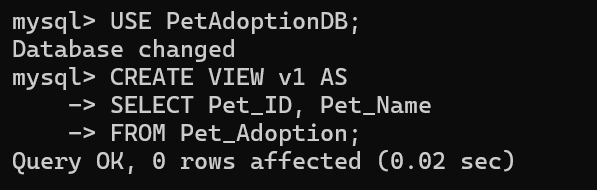 mysql> USE PetAdoptionDB;
Database changed
mysql> CREATE VIEW v1 AS
    -> SELECT Pet_ID, Pet_Name
    -> FROM Pet_Adoption;
Query OK, 0 rows affected (0.02 sec)